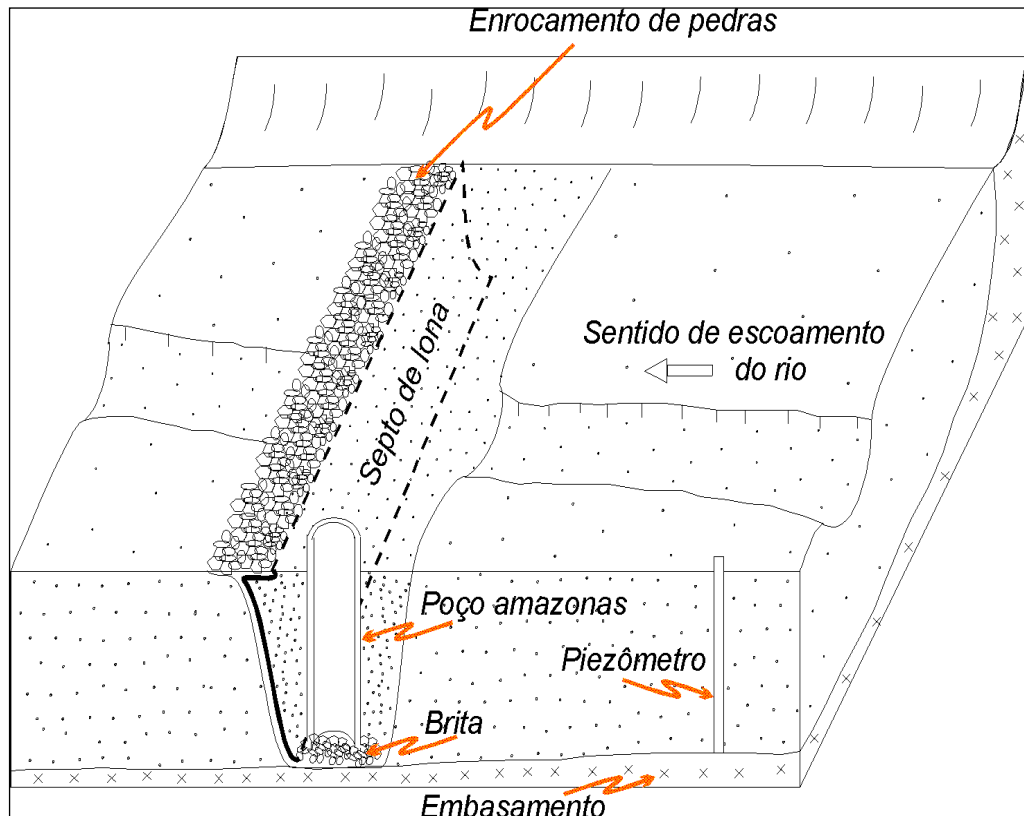 Enrocamento de pedras
Septo de lona
Sentido de escoamento
do rio
Poço amazonas
Piezômetro
Brita
Embasamento